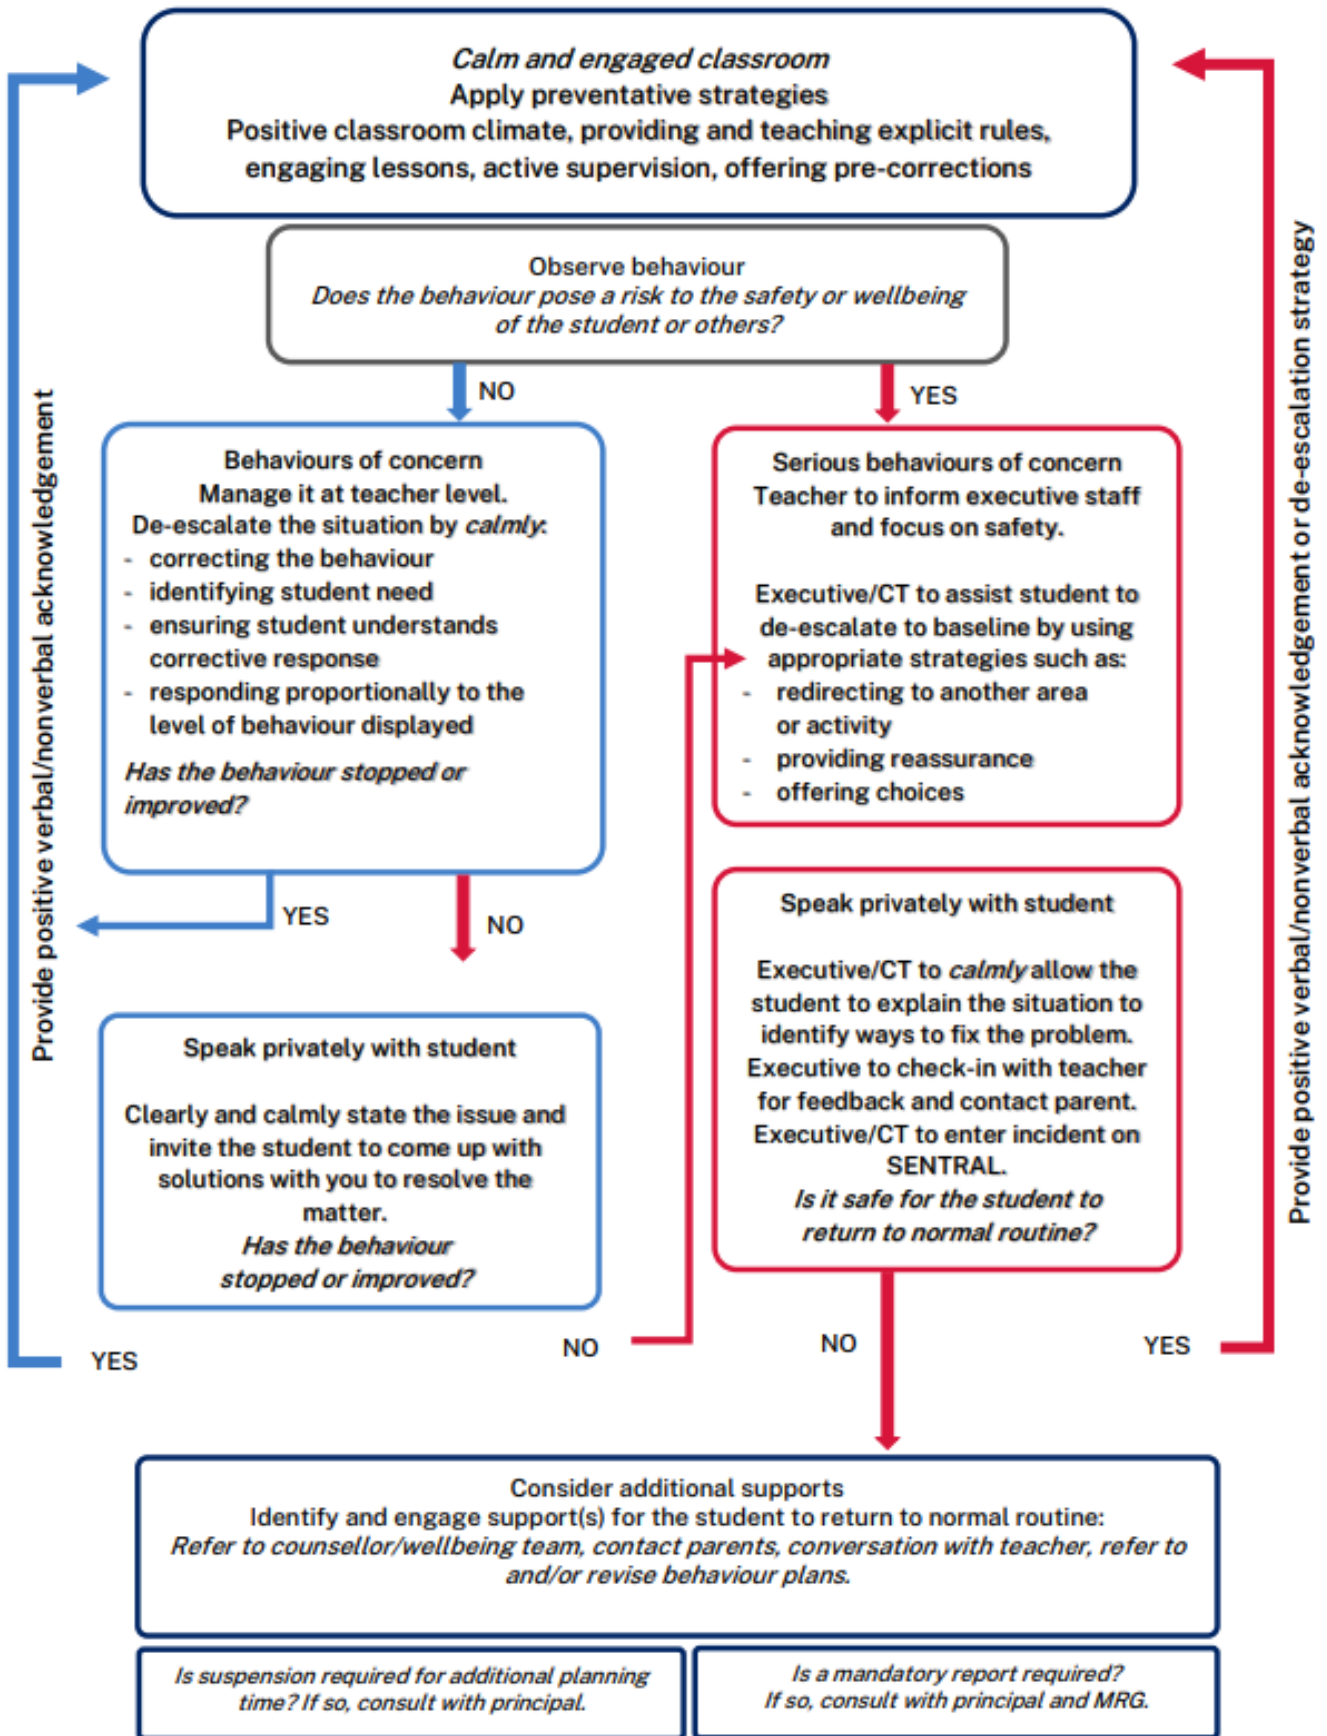 Calm and engaged classroom
Apply preventative strategies
Positive classroom climate, providing and teaching explicit rules,
engaging lessons, active supervision, offering pre-corrections
Observe behaviour
Does the behaviour pose a risk to the safety or wellbeing
of the student or others?
NO
YES
Behaviours of concern
Manage it at teacher level.
De-escalate the situation by calmly:
- correcting the behaviour
- identifying student need
- ensuring student understands
corrective response
- responding proportionally to the
level of behaviour displayed
Has the behaviour stopped or
improved?
YES
NO
Speak privately with student
Clearly and calmly state the issue and
invite the student to come up with
solutions with you to resolve the
matter.
Has the behaviour
stopped or improved?
YES
NO
Provide positive verbal/nonverbal acknowledgement
Serious behaviours of concern
Teacher to inform executive staff
and focus on safety.
Executive/CT to assist student to
de-escalate to baseline by using
appropriate strategies such as:
- redirecting to another area
or activity
- providing reassurance
- offering choices
Speak privately with student
Executive/CT to calmly allow the
student to explain the situation to
identify ways to fix the problem.
Executive to check-in with teacher
for feedback and contact parent.
Executive/CT to enter incident on
SENTRAL.
Is it safe for the student to
return to normal routine?
NO
YES
Provide positive verbal/nonverbal acknowledgement or de-escalation strategy
Consider additional supports
Identify and engage support(s) for the student to return to normal routine:
Refer to counsellor/wellbeing team, contact parents, conversation with teacher, refer to
and/or revise behaviour plans.
Is suspension required for additional planning
time? If so, consult with principal.
Is a mandatory report required?
If so, consult with principal and MRG.